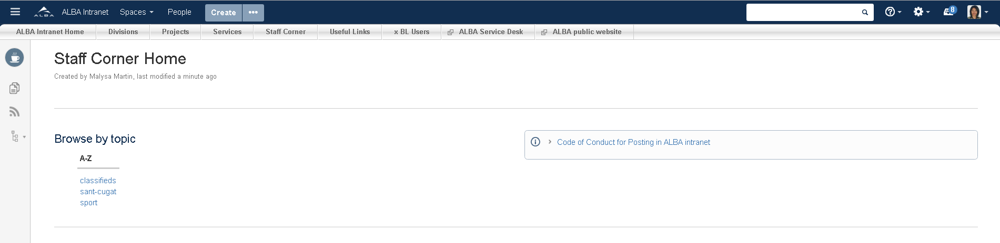 ALBA ALBA Intranet Spaces People Create ••• 8
ALBA Intranet Home Divisions Projects Services Staff Corner Useful Links x BL Users ALBA Service Desk ALBA public website
Staff Corner Home
Created by Malysa Martin, last modified a minute ago
Browse by topic
Code of Conduct for Posting in ALBA intranet
A-Z
classifieds
sant-cugat
sport